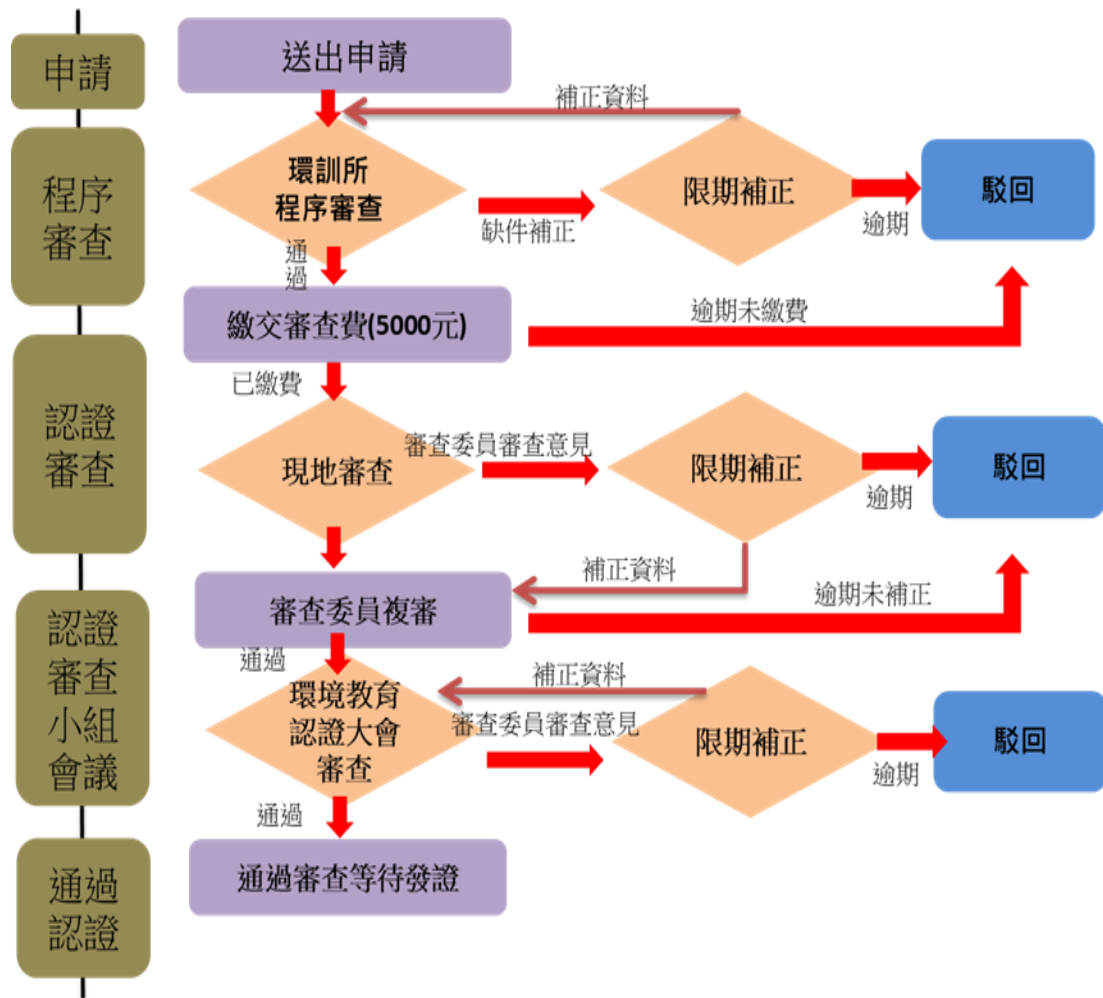 申請
送出申請
補正資料
程序
審查
環訓所
程序審查
缺件補正
限期補正
逾期
駁回
通
過
繳交審查費(5000元)
逾期未繳費
已繳費
認證
審查
現地審查
審查委員審查意見
限期補正
逾期
駁回
補正資料
審查委員複審
逾期未補正
通過
認證
審查
小組
會議
環境教育
認證大會
審查
補正資料
審查委員審查意見
限期補正
逾期
駁回
通過
通過
認證
通過審查等待發證